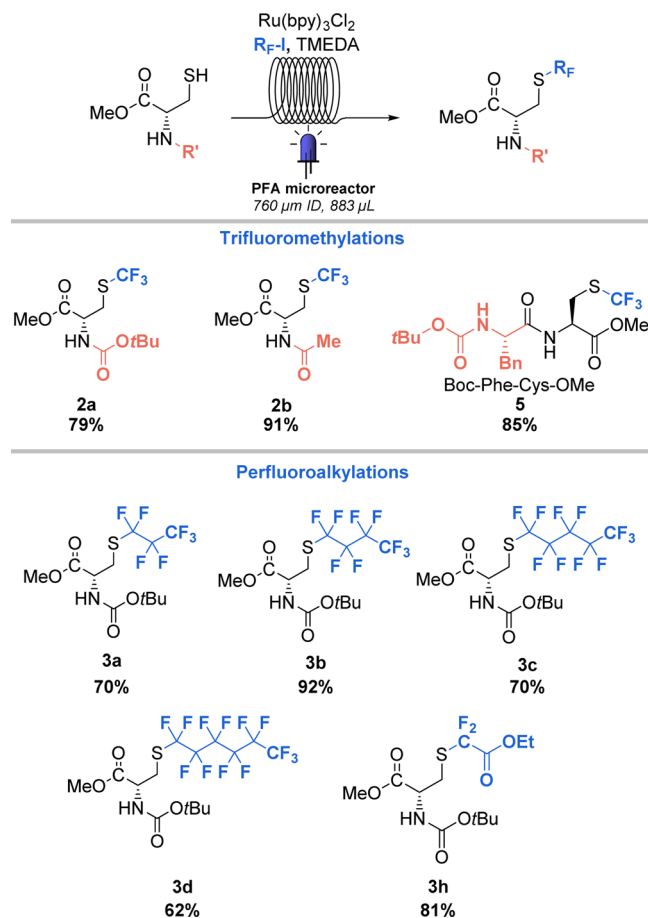 Ru(bpy)3Cl2
RF-I, TMEDA
O
SH
MeO
HN
R'
PFA microreactor
760 μm ID, 883 μL
S
RF
O
MeO
HN
R'
Trifluoromethylations
S
CF3
O
MeO
HN
OtBu
O
2a
79%
S
CF3
O
MeO
HN
Me
O
2b
91%
S
CF3
tBu
O
H
N
O
Bn
O
N
H
OMe
O
Boc-Phe-Cys-OMe
5
85%
Perfluoroalkylations
F F
S
CF3
F F
O
MeO
HN
OtBu
O
3a
70%
F F F F
S
CF3
F F
O
MeO
HN
OtBu
O
3b
92%
F F F F
S
CF3
F F F F
O
MeO
HN
OtBu
O
3c
70%
F F F F F F
S
CF3
F F F F
O
MeO
HN
OtBu
O
3d
62%
F2
S
C
OEt
O
O
MeO
HN
OtBu
O
3h
81%